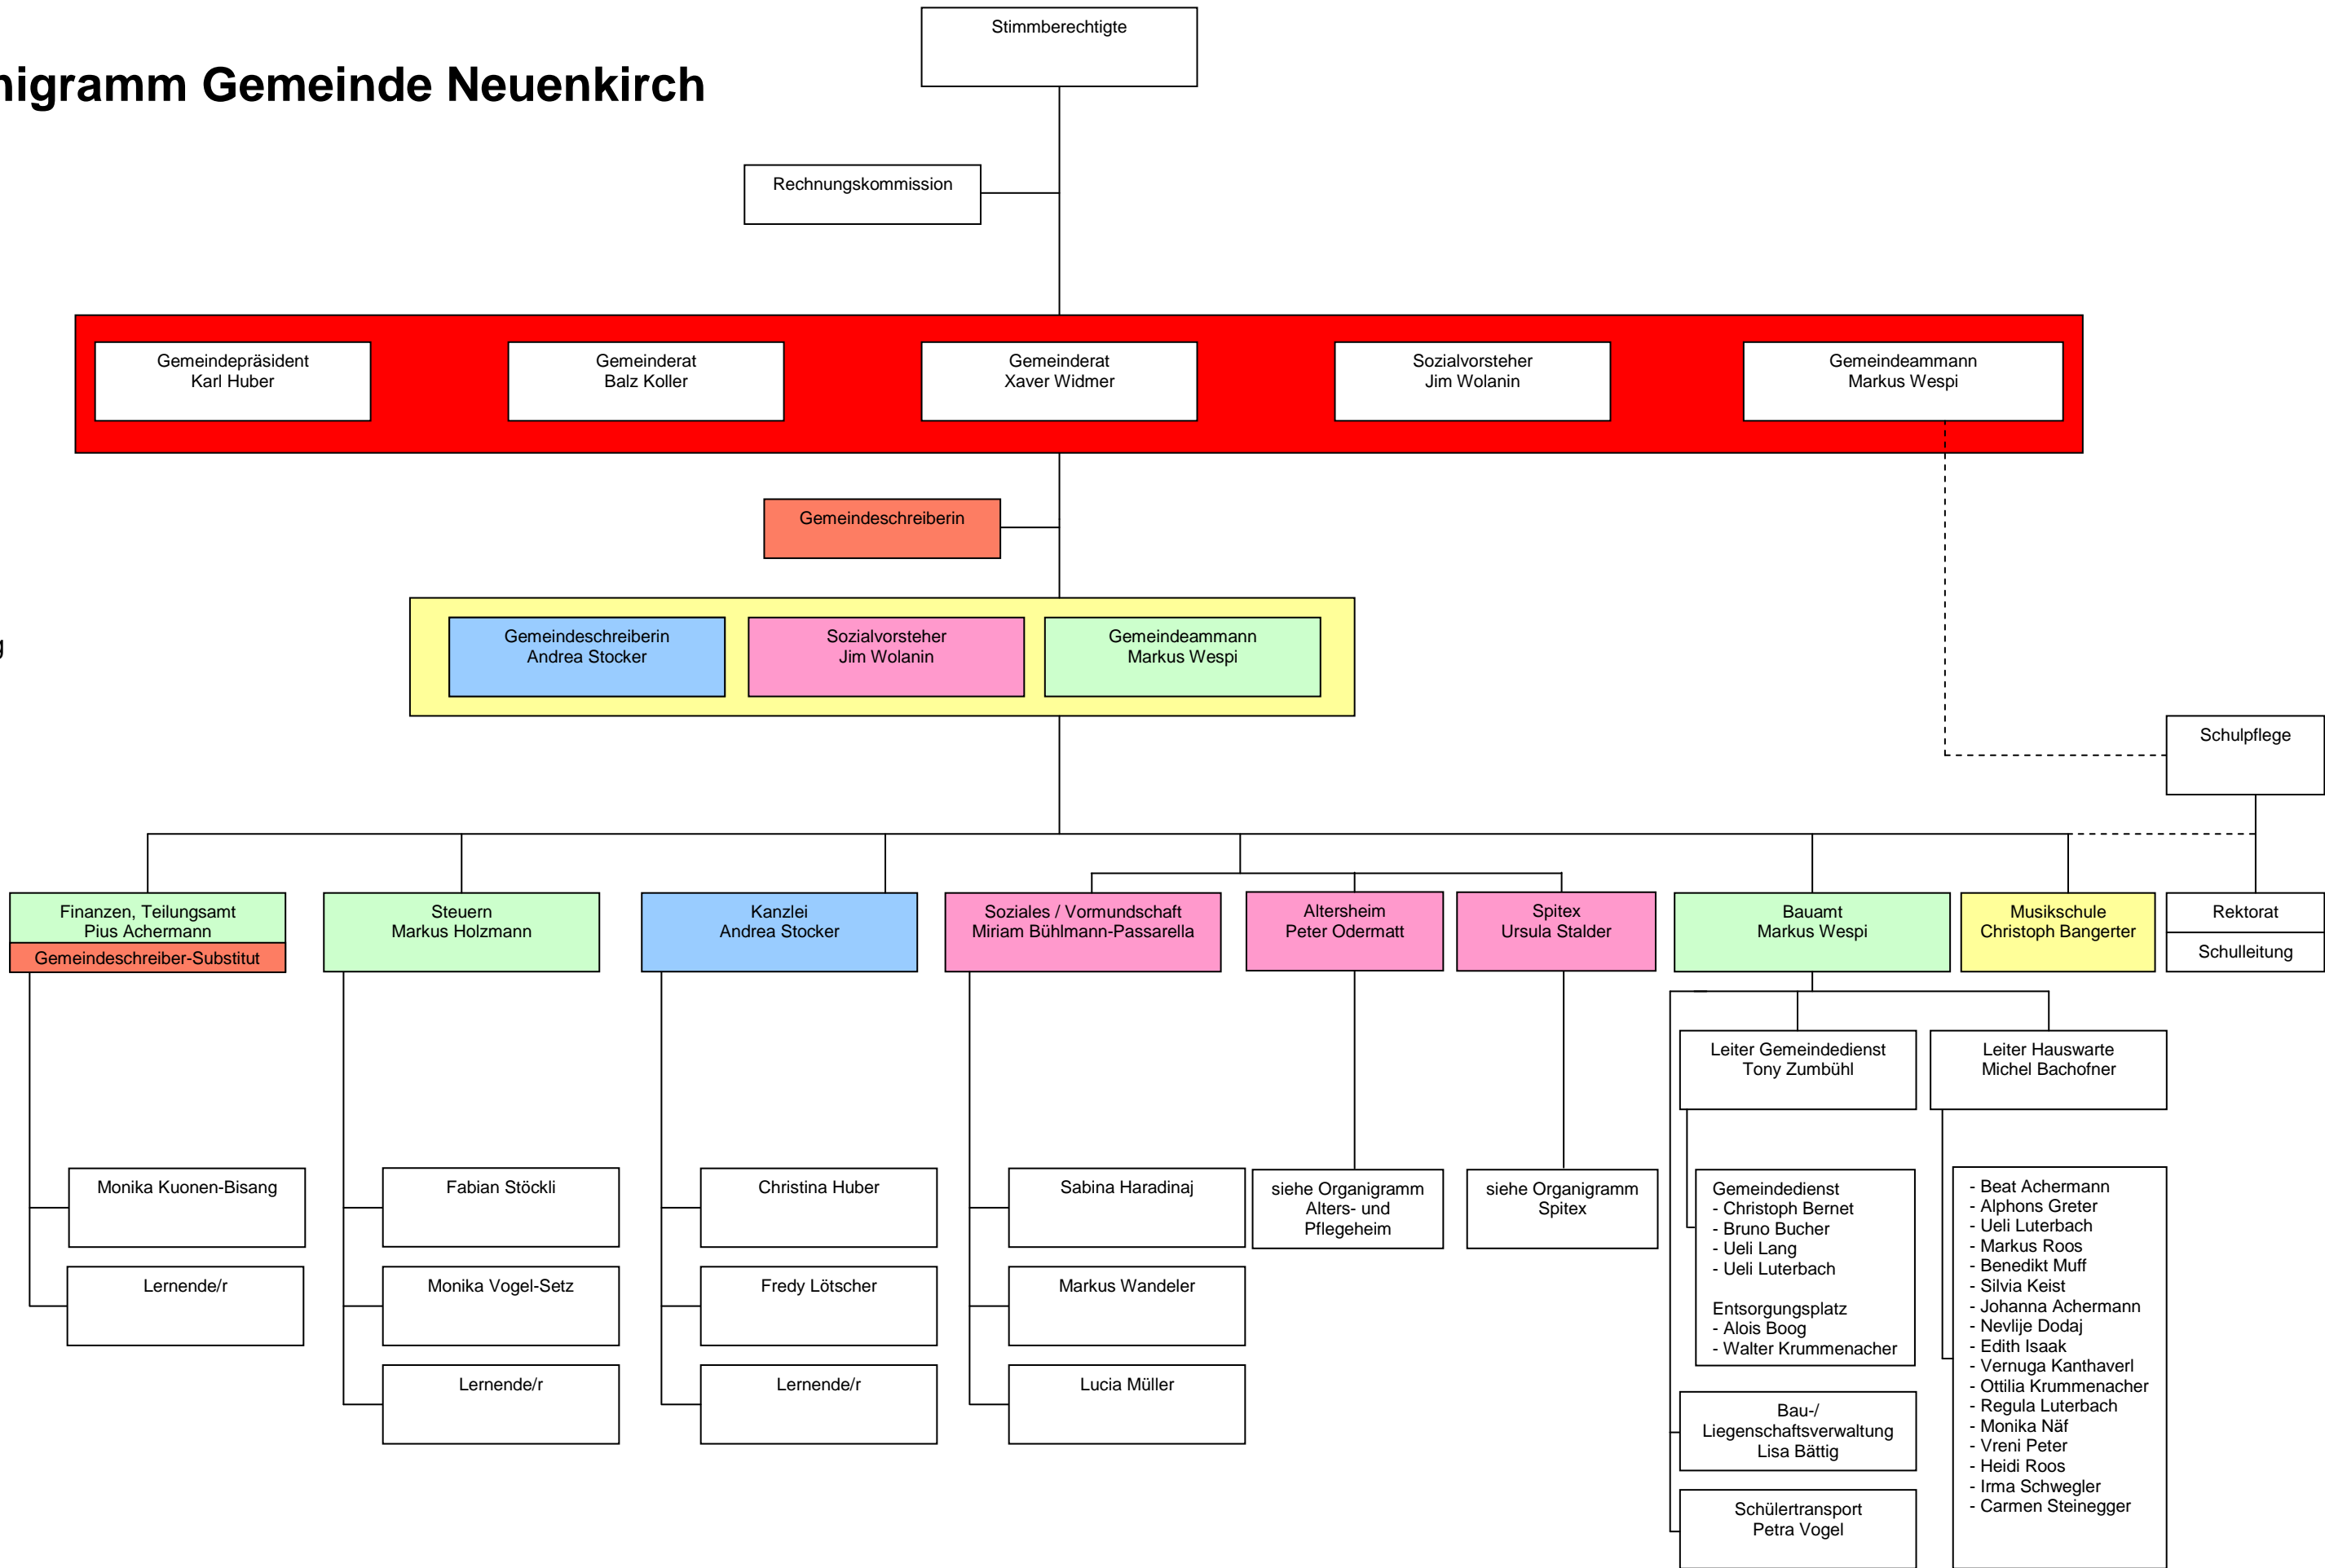 Stimmberechtigte
nigramm Gemeinde Neuenkirch
Rechnungskommission
Gemeindepräsident
Karl Huber
Gemeinderat
Balz Koller
Gemeinderat
Xaver Widmer
Sozialvorsteher
Jim Wolanin
Gemeindeammann
Markus Wespi
Gemeindeschreiberin
g
Gemeindeschreiberin
Andrea Stocker
Sozialvorsteher
Jim Wolanin
Gemeindeammann
Markus Wespi
Schulpflege
Finanzen, Teilungsamt
Pius Achermann
Gemeindeschreiber-Substitut
Steuern
Markus Holzmann
Kanzlei
Andrea Stocker
Soziales / Vormundschaft
Miriam Bühlmann-Passarella
Altersheim
Peter Odermatt
Spitex
Ursula Stalder
Bauamt
Markus Wespi
Musikschule
Christoph Bangerter
Rektorat
Schulleitung
Leiter Gemeindedienst
Tony Zumbühl
Leiter Hauswarte
Michel Bachofner
Monika Kuonen-Bisang
Lernende/r
Fabian Stöckli
Monika Vogel-Setz
Lernende/r
Christina Huber
Fredy Lötscher
Lernende/r
Sabina Haradinaj
Markus Wandeler
Lucia Müller
siehe Organigramm
Alters- und
Pflegeheim
siehe Organigramm
Spitex
Gemeindedienst
- Christoph Bernet
- Bruno Bucher
- Ueli Lang
- Ueli Luterbach
Entsorgungsplatz
- Alois Boog
- Walter Krummenacher
Bau-/
Liegenschaftsverwaltung
Lisa Bättig
Schülertransport
Petra Vogel
- Beat Achermann
- Alphons Greter
- Ueli Luterbach
- Markus Roos
- Benedikt Muff
- Silvia Keist
- Johanna Achermann
- Nevlije Dodaj
- Edith Isaak
- Vernuga Kanthaverl
- Ottilia Krummenacher
- Regula Luterbach
- Monika Näf
- Vreni Peter
- Heidi Roos
- Irma Schwegler
- Carmen Steinegger